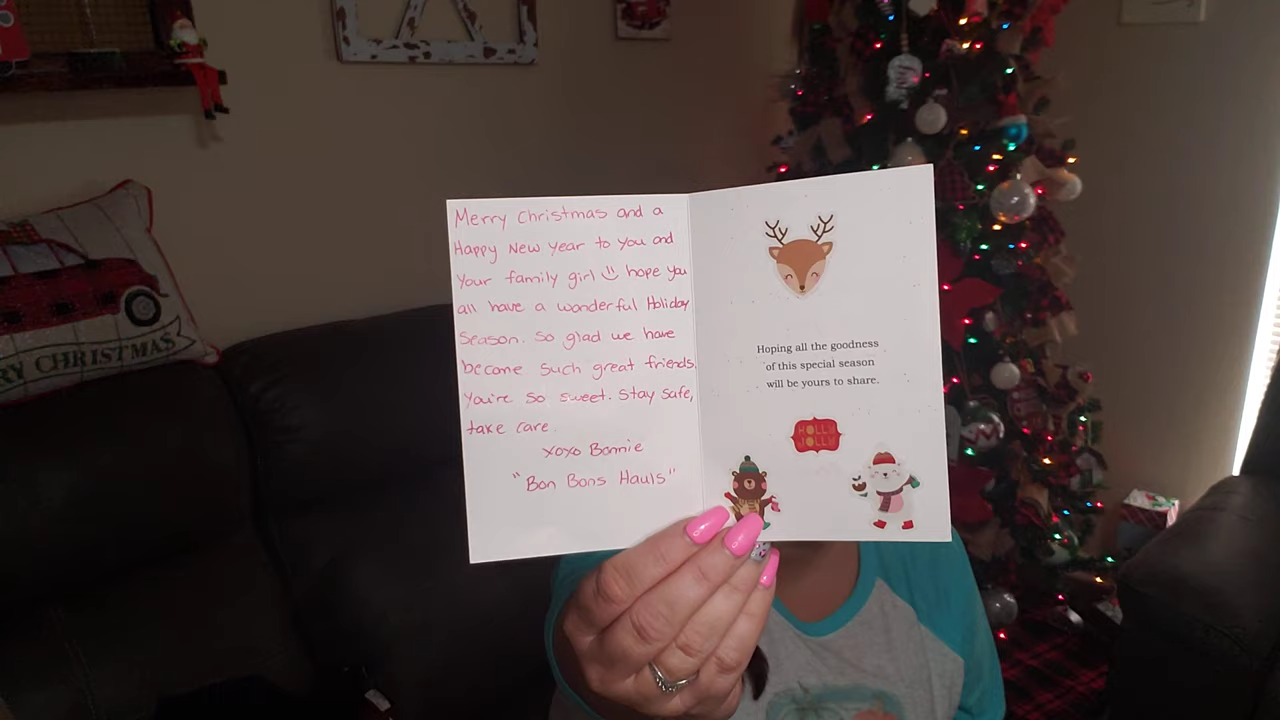 Merry Christmas and a
Happy New Year to you and
your family girl hope you
all have a wonderful Holiday
Season. So glad we have
become such great friends.
You're so sweet. Stay safe,
take care.
xoxo Bonnie
"Bon Bons Hauls"
Hoping all the goodness
of this special season
will be yours to share.
HOLLY
JOLLY
RY CHRISTMAS